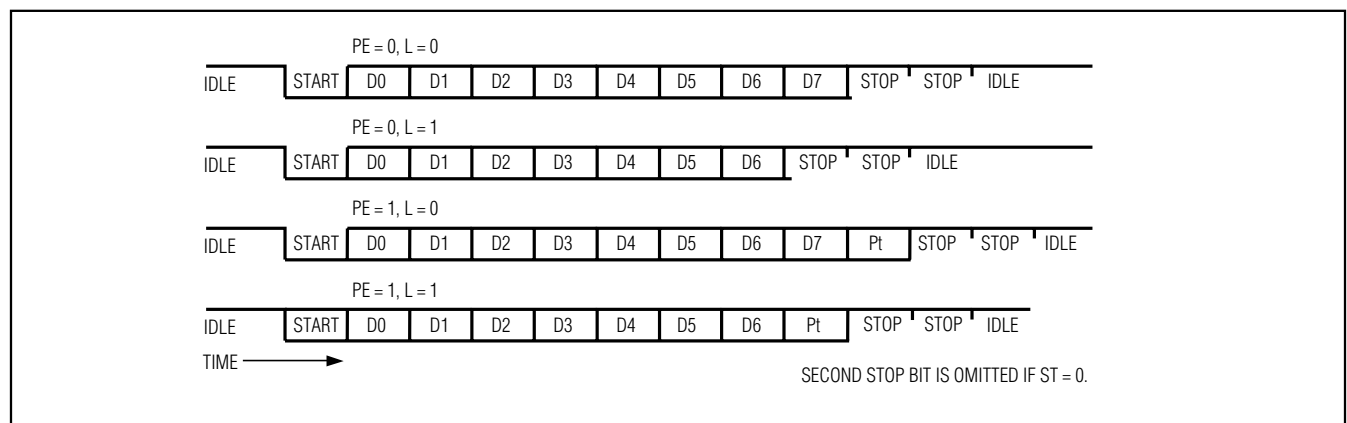 PE = 0, L = 0
IDLE START D0 D1 D2 D3 D4 D5 D6 D7 STOP STOP IDLE
PE = 0, L = 1
IDLE START D0 D1 D2 D3 D4 D5 D6 STOP STOP IDLE
PE = 1, L = 0
IDLE START D0 D1 D2 D3 D4 D5 D6 D7 Pt STOP STOP IDLE
PE = 1, L = 1
IDLE START D0 D1 D2 D3 D4 D5 D6 Pt STOP STOP IDLE
TIME
SECOND STOP BIT IS OMITTED IF ST = 0.